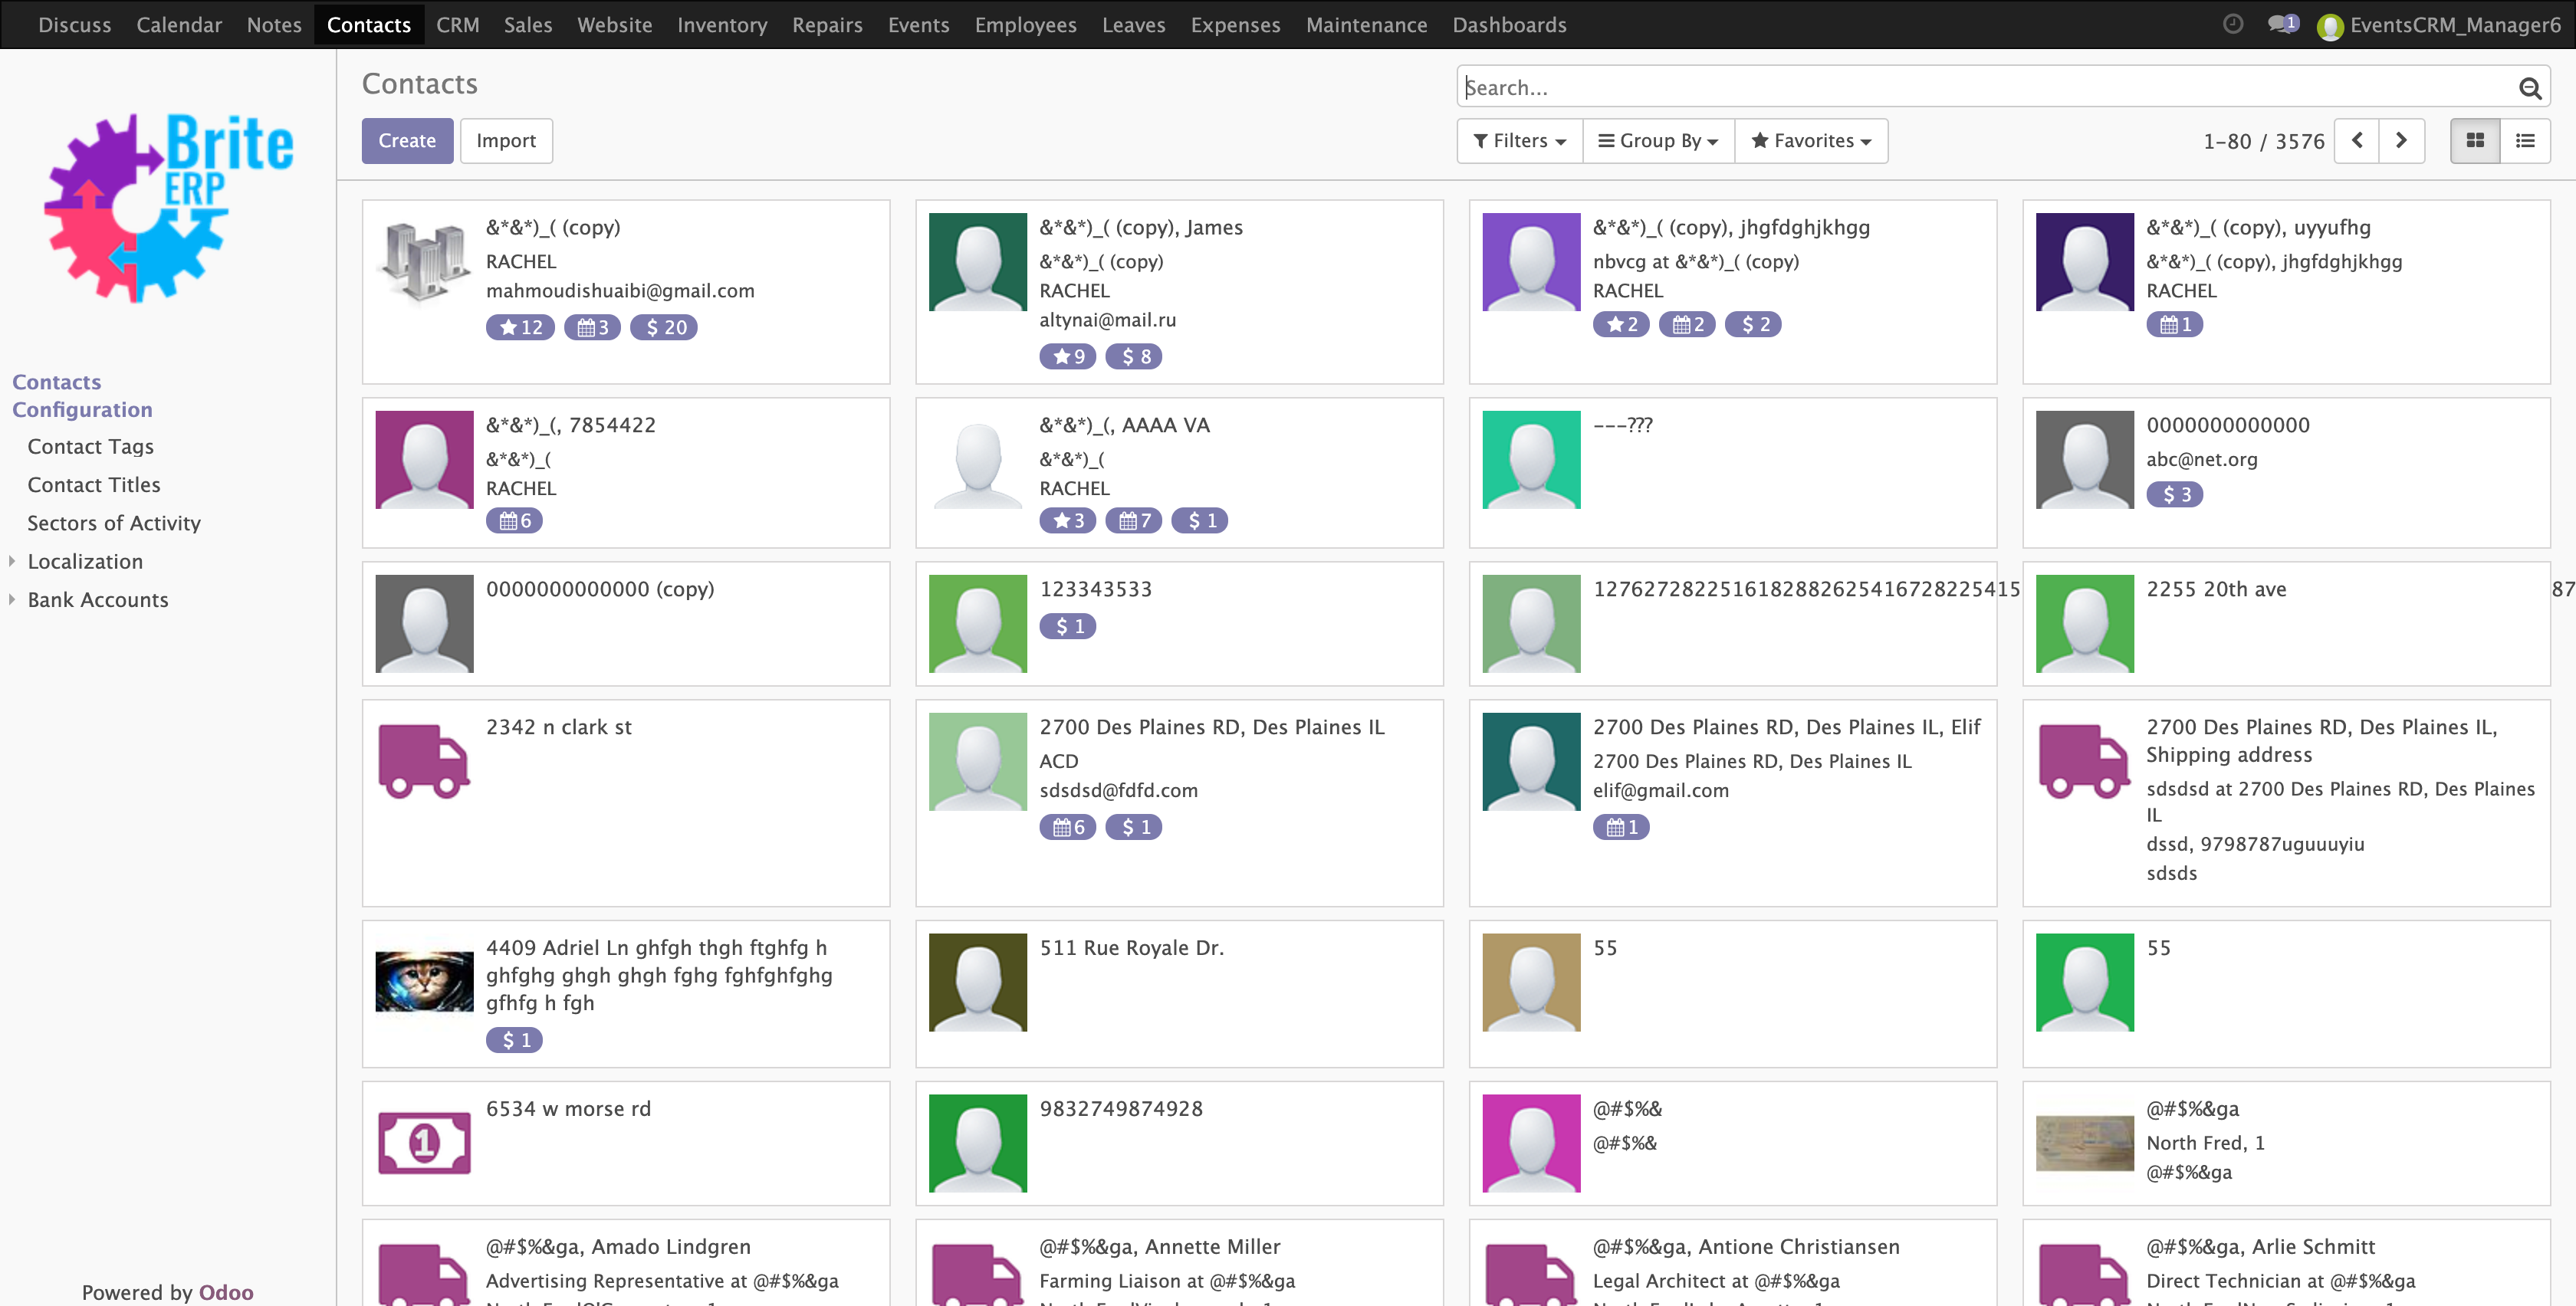 Discuss Calendar Notes Contacts CRM Sales Website Inventory Repairs Events Employees Leaves Expenses Maintenance Dashboards 1 EventsCRM_Manager6
Brite
ERP
Contacts
Configuration
Contact Tags
Contact Titles
Sectors of Activity
Localization
Bank Accounts
Powered by Odoo
Contacts
Search...
Create Import
Filters Group By Favorites 1-80 / 3576
&*&*)_( (copy)
RACHEL
mahmoudishuaibi@gmail.com
12 3 $ 20
&*&*)_( (copy), James
&*&*)_( (copy)
RACHEL
altynai@mail.ru
9 $ 8
&*&*)_( (copy), jhgfdghjkhgg
nbvcg at &*&*)_( (copy)
RACHEL
2 2 $ 2
&*&*)_( (copy), uyyufhg
&*&*)_( (copy), jhgfdghjkhgg
RACHEL
1
&*&*)_(, 7854422
&*&*)_(
RACHEL
6
&*&*)_(, AAAA VA
&*&*)_(
RACHEL
3 7 $ 1
---???
0000000000000
abc@net.org
$ 3
0000000000000 (copy)
123343533
$ 1
1276272822516182882625416728225415
2255 20th ave
87
2342 n clark st
2700 Des Plaines RD, Des Plaines IL
ACD
sdsdsd@fdfd.com
6 $ 1
2700 Des Plaines RD, Des Plaines IL, Elif
2700 Des Plaines RD, Des Plaines IL
elif@gmail.com
1
2700 Des Plaines RD, Des Plaines IL,
Shipping address
sdsdsd at 2700 Des Plaines RD, Des Plaines
IL
dssd, 9798787uguuuyiu
sdsds
4409 Adriel Ln ghfgh thgh ftghfg h
ghfghg ghgh ghgh fghg fghfghfghg
gfhfg h fgh
$ 1
511 Rue Royale Dr.
55
55
1
6534 w morse rd
9832749874928
@#$%&
@#$%&
@#$%&ga
North Fred, 1
@#$%&ga
@#$%&ga, Amado Lindgren
Advertising Representative at @#$%&ga
@#$%&ga, Annette Miller
Farming Liaison at @#$%&ga
@#$%&ga, Antione Christiansen
Legal Architect at @#$%&ga
@#$%&ga, Arlie Schmitt
Direct Technician at @#$%&ga